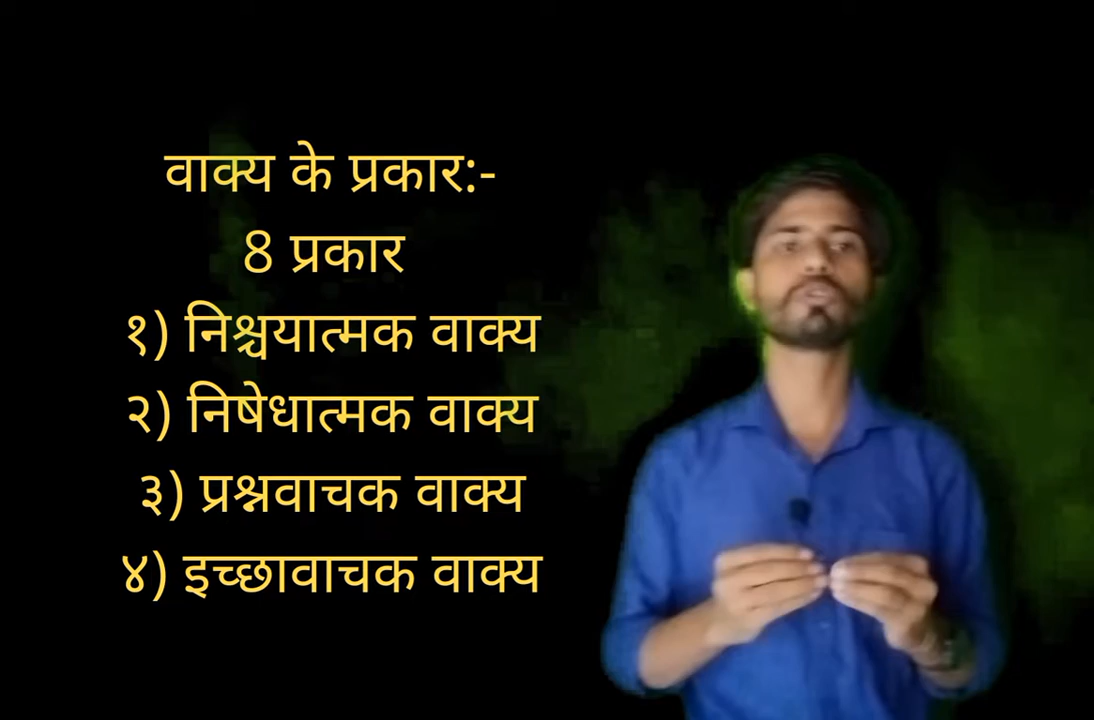 वाक्य के प्रकार:-
8 प्रकार
१) निश्चयात्मक वाक्य
२) निषेधात्मक वाक्य
३) प्रश्नवाचक वाक्य
४) इच्छावाचक वाक्य